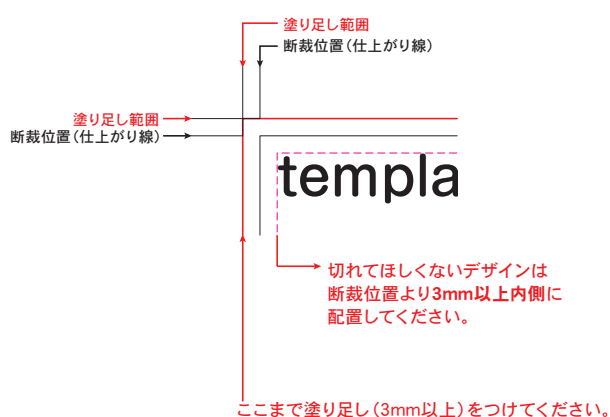 塗り足し範囲
断裁位置(仕上がり線)
塗り足し範囲
断裁位置(仕上がり線)
templa
切れてほしくないデザインは
断裁位置より3mm以上内側に
配置してください。
ここまで塗り足し(3mm以上)をつけてください。